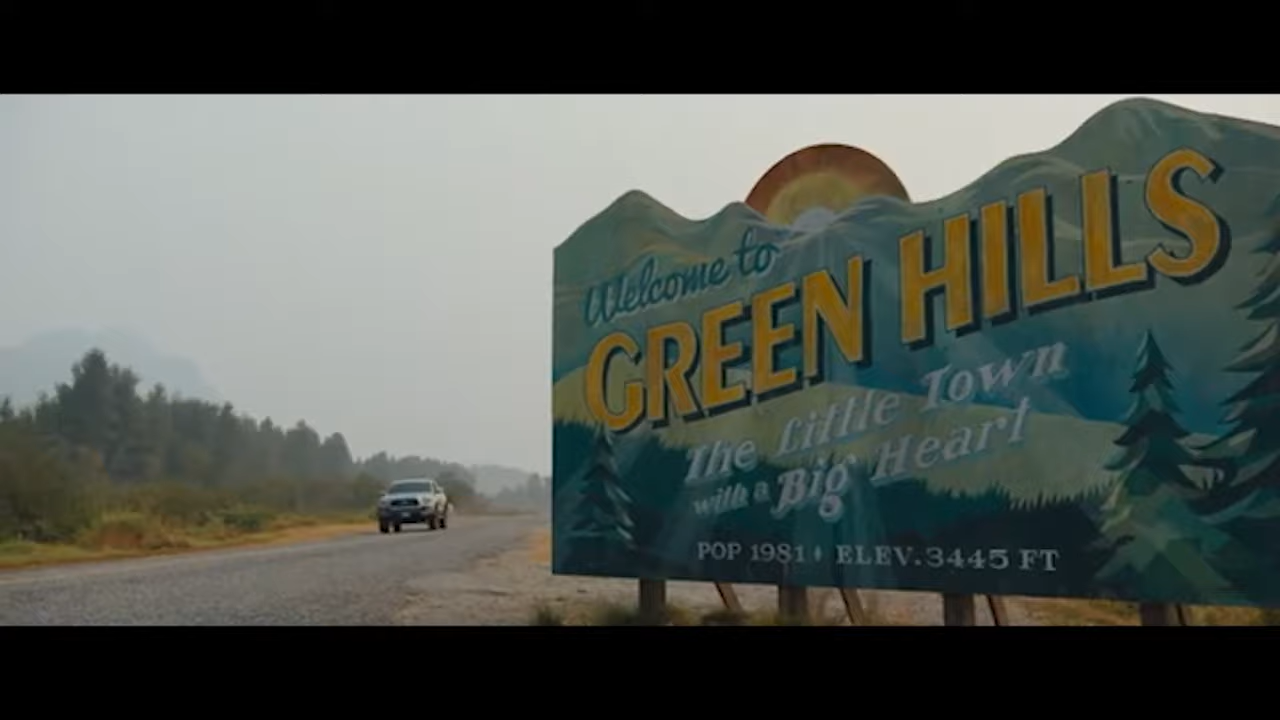 Welcome to
GREEN HILLS
The Little Town
with a Big Heart
POP 1981 ♦ ELEV. 3445 FT